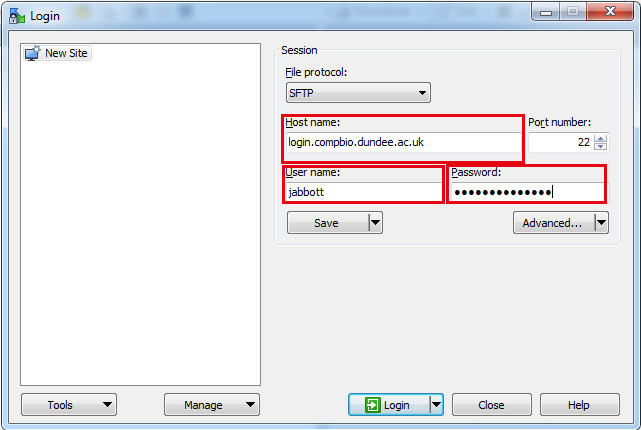 Login
New Site
Session
File protocol:
SFTP
Host name:
Port number:
login.compbio.dundee.ac.uk
22
User name:
Password:
jabbott
●●●●●●●●●●●●●●
Save
Advanced...
Tools
Manage
Login
Close
Help